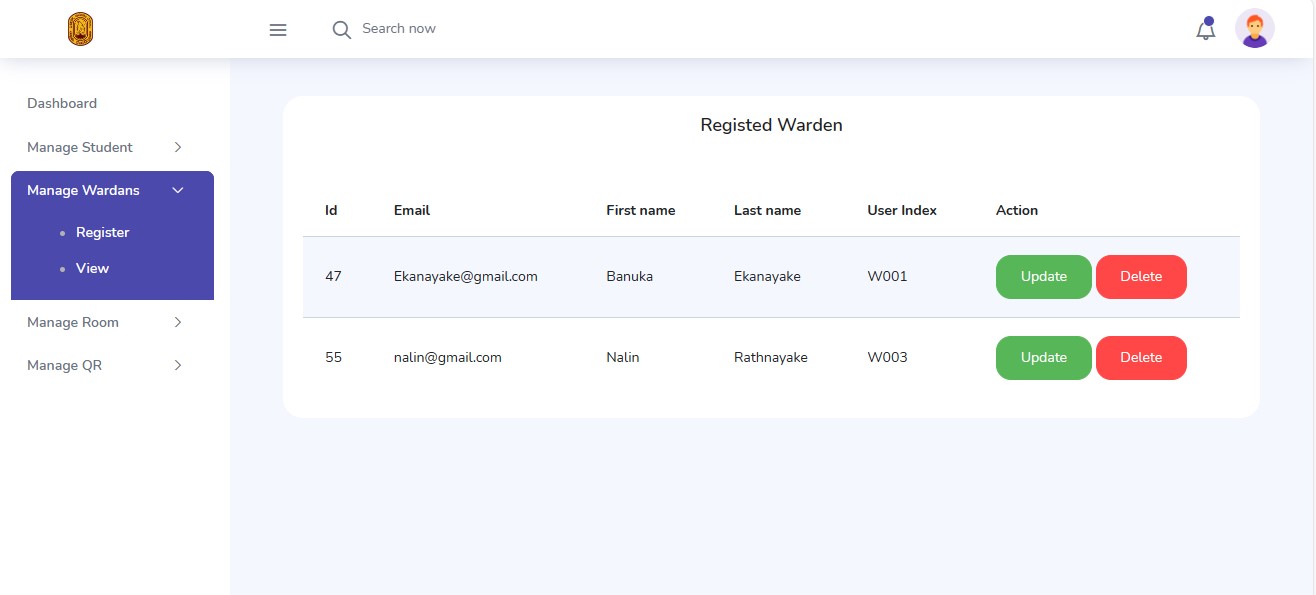 Search now
Dashboard
Manage Student
Manage Wardans
Register
View
Manage Room
Manage QR
Registed Warden
Id Email First name Last name User Index Action
47 Ekanayake@gmail.com Banuka Ekanayake W001 Update Delete
55 nalin@gmail.com Nalin Rathnayake W003 Update Delete